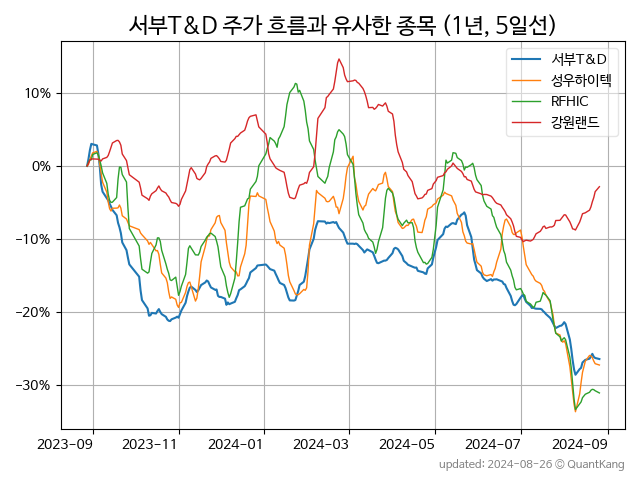 서부T&D 주가 흐름과 유사한 종목 (1년, 5일선)
서부T&D
성우하이텍
RFHIC
강원랜드
10%
0%
-10%
-20%
-30%
2023-09 2023-11 2024-01 2024-03 2024-05 2024-07 2024-09
updated: 2024-08-26 © QuantKang